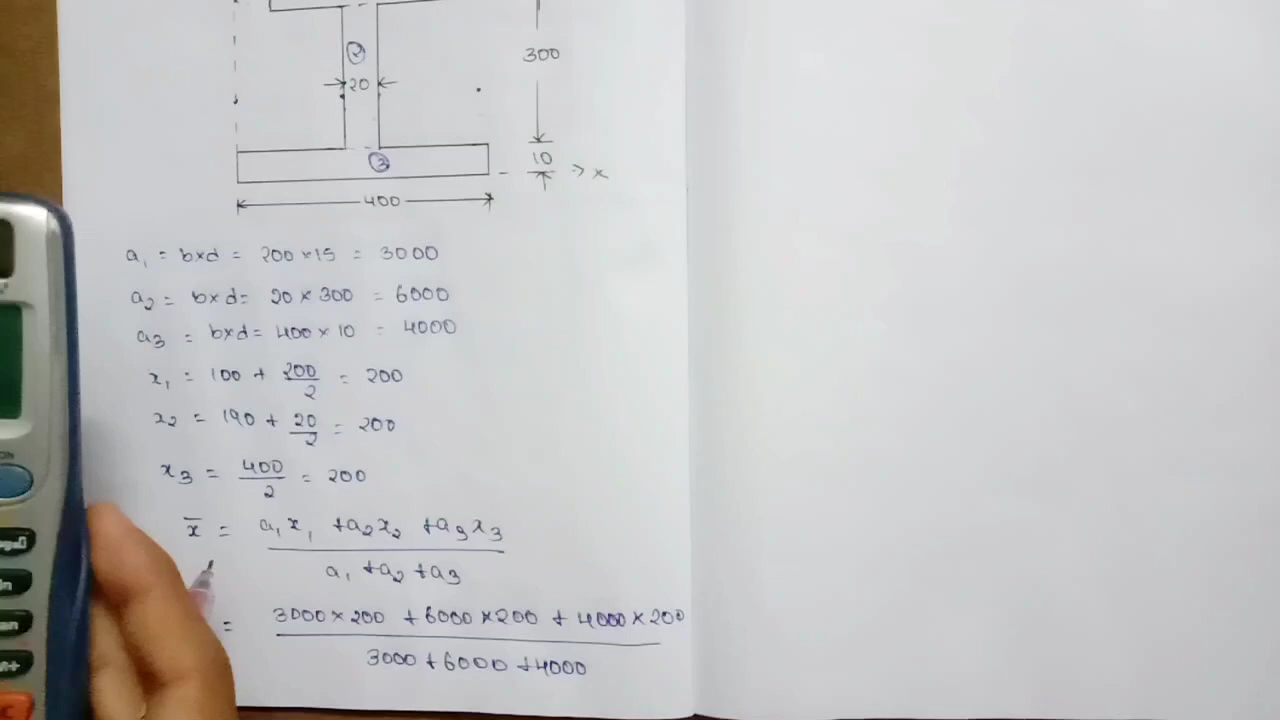 ②
300
20
③
10
→ x
400
a₁ = b×d = 200×15 = 3000
a₂ = b×d = 20 × 300 = 6000
a₃ = b×d = 400 × 10 = 4000
x₁ = 100 + 200/2 = 200
x₂ = 190 + 20/2 = 200
x₃ = 400/2 = 200
x̄ = a₁x₁ + a₂x₂ + a₃x₃
a₁ + a₂ + a₃
= 3000×200 + 6000×200 + 4000×200
3000 + 6000 + 4000